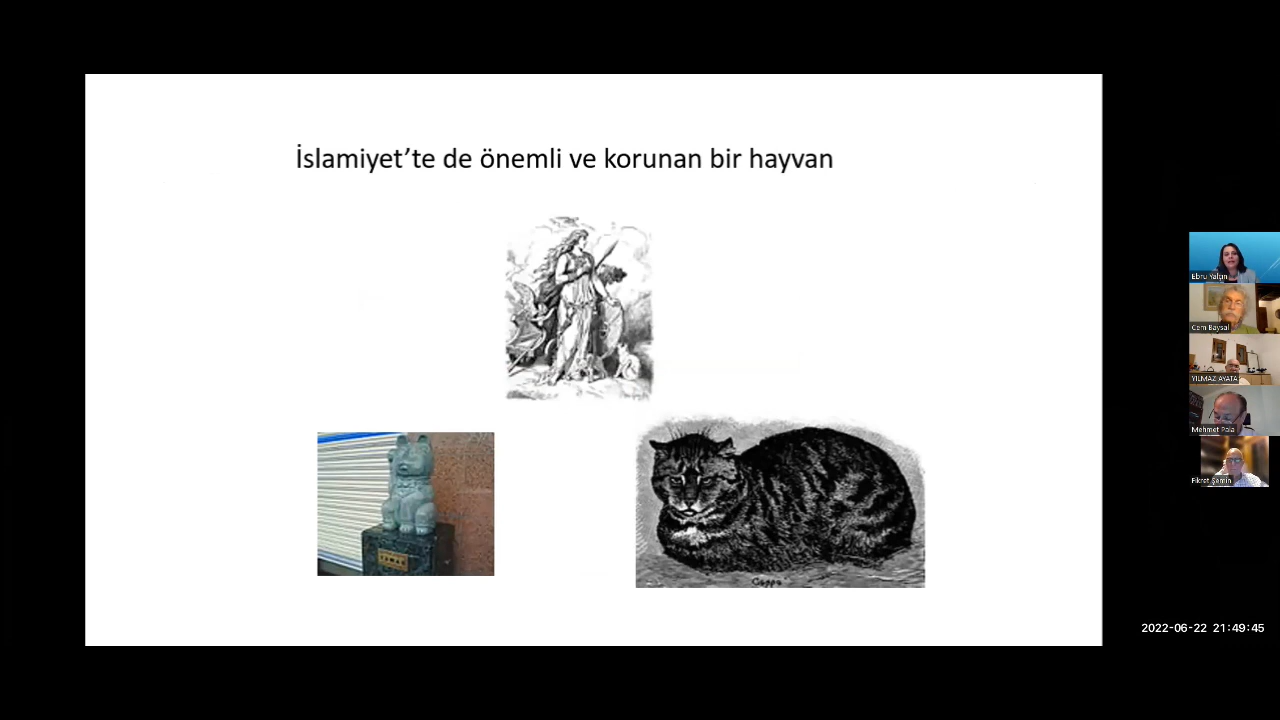 İslamiyet’te de önemli ve korunan bir hayvan
Ebru Yalçın
Cem Baysal
YILMAZ AYATA
Mehmet Pala
Fikret Şemin
2022-06-22 21:49:45